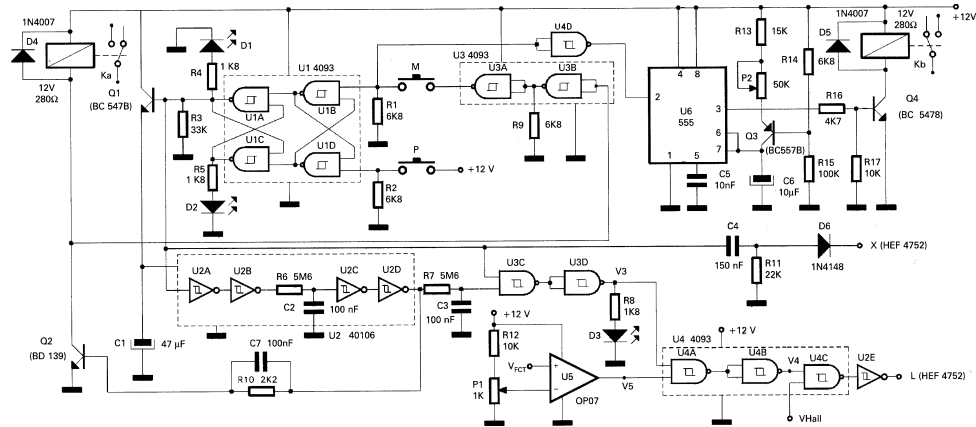 1N4007
D4
Ka
12V
280Ω
Q1
(BC 547B)
D1
R4
1 K8
U1 4093
U1A
U1B
U1C
U1D
R3
33K
R5
1 K8
D2
M
R1
6K8
P
+12 V
R2
6K8
U4D
U3 4093
U3A
U3B
R9
6K8
4
8
2
U6
555
3
6
7
1
5
C5
10nF
R13
15K
P2
50K
Q3
(BC557B)
C6
10µF
R14
6K8
R15
100K
R16
4K7
R17
10K
1N4007
D5
12V
280Ω
+12V
Kb
Q4
(BC 547B)
C4
150 nF
D6
1N4148
R11
22K
X (HEF 4752)
U2A
U2B
R6
5M6
C2
100 nF
U2C
U2D
U2 40106
R7
5M6
C3
100 nF
U3C
U3D
V3
R8
1K8
D3
Q2
(BD 139)
C1
47 µF
C7
100nF
R10
2K2
+12 V
R12
10K
P1
1K
VFCT
+
−
U5
OP07
V5
U4 4093
+12 V
U4A
U4B
V4
U4C
U2E
L (HEF 4752)
VHall